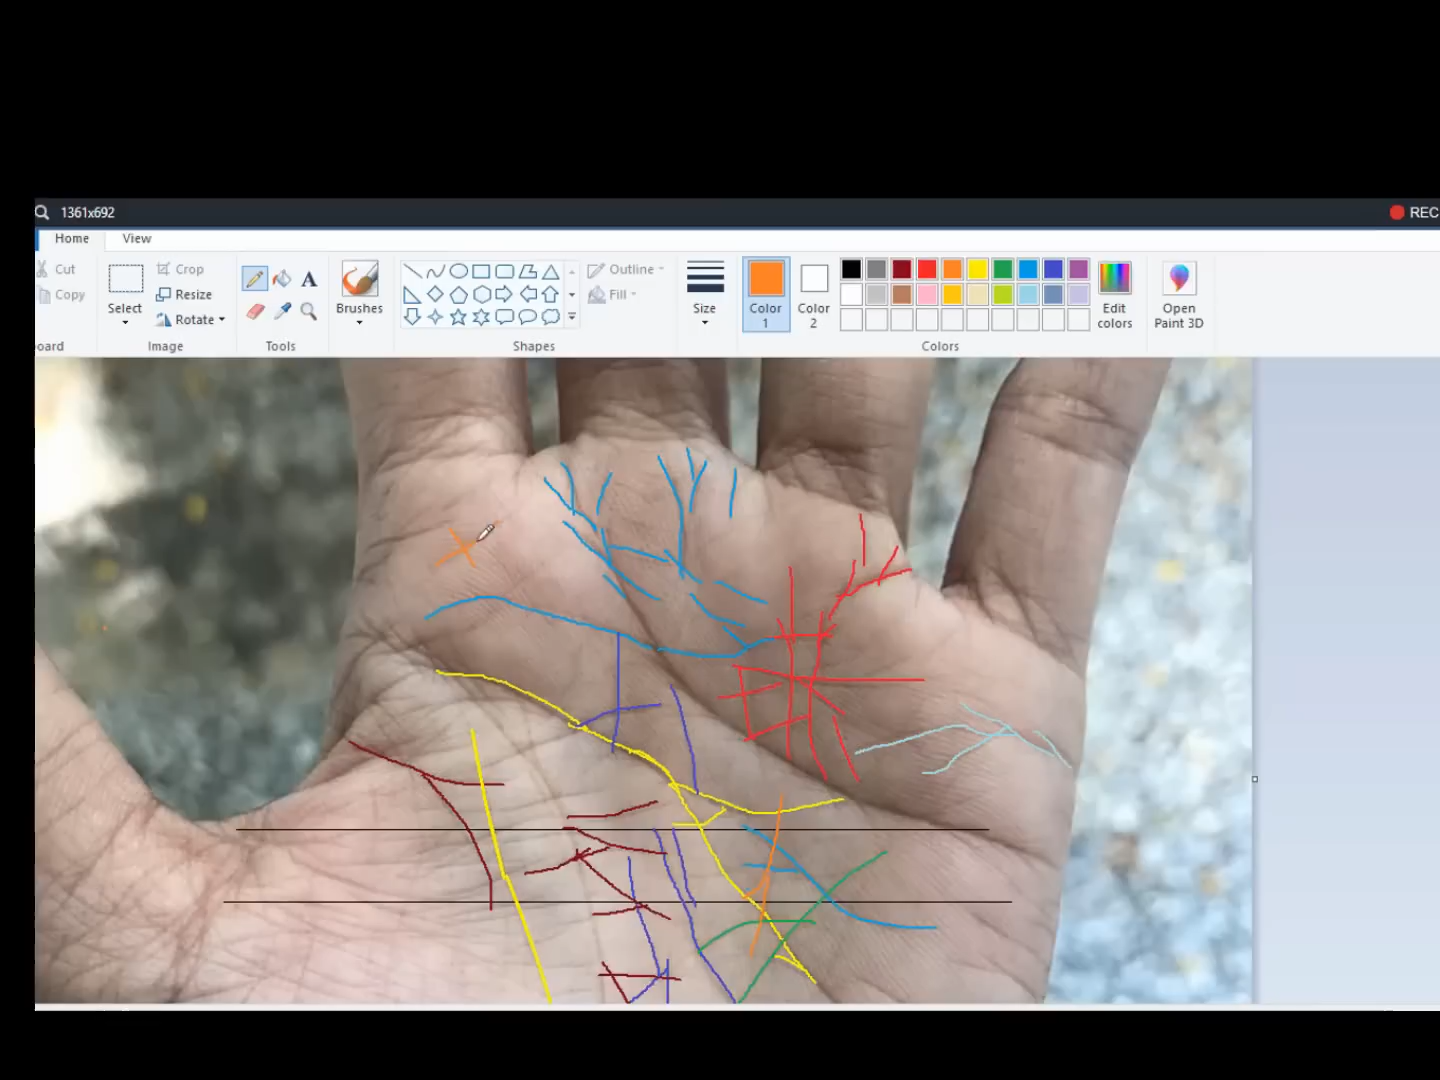 1361x692
REC
Home View
Cut
Copy
oard
Select
Crop
Resize
Rotate
Image
A
Tools
Brushes
Outline
Fill
Shapes
Size
Color 1
Color 2
Edit colors
Open Paint 3D
Colors